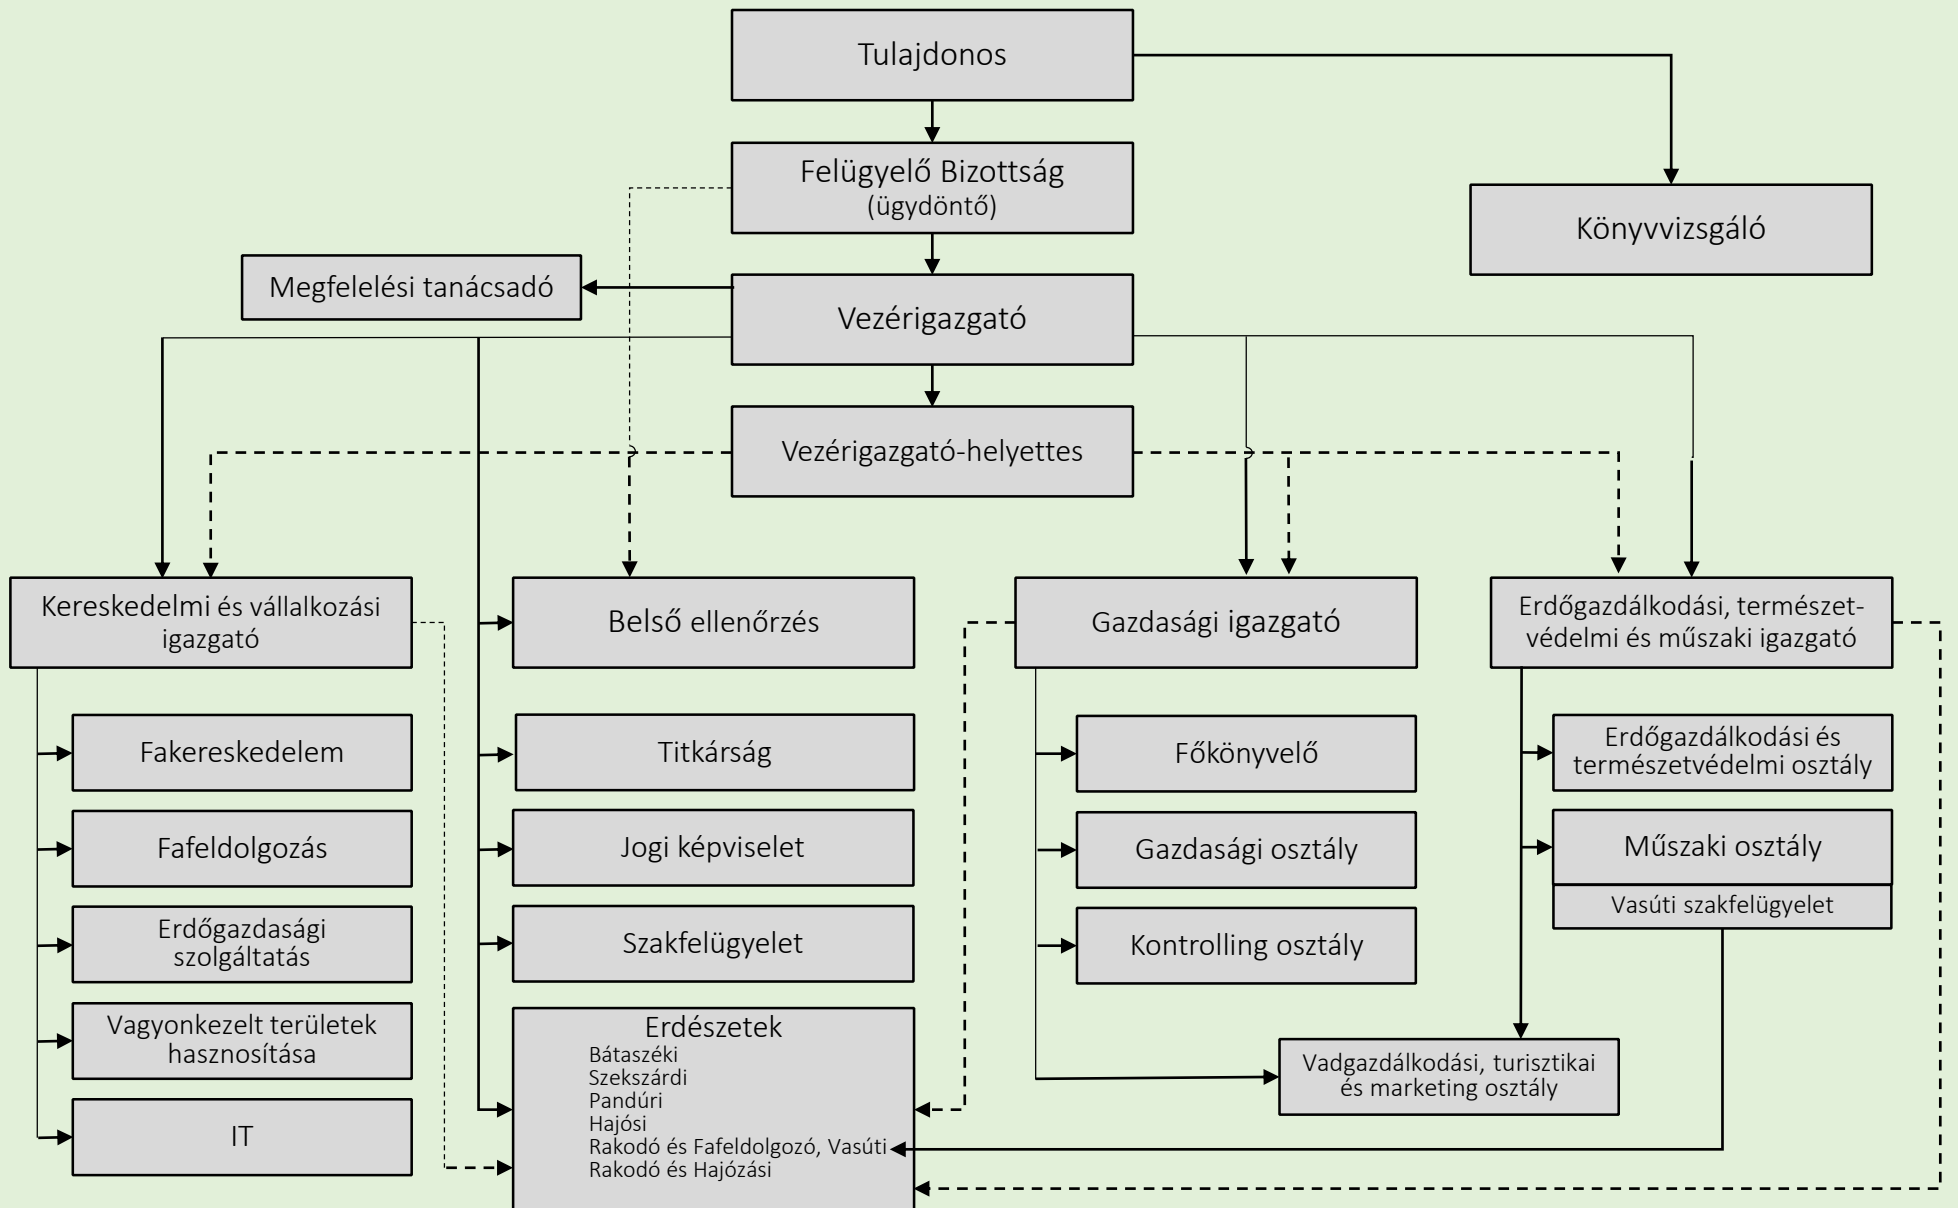 Tulajdonos
Felügyelő Bizottság
(ügydöntő)
Könyvvizsgáló
Megfelelési tanácsadó
Vezérigazgató
Vezérigazgató-helyettes
Kereskedelmi és vállalkozási
igazgató
Belső ellenőrzés
Gazdasági igazgató
Erdőgazdálkodási, természet-
védelmi és műszaki igazgató
Fakereskedelem
Titkárság
Főkönyvelő
Erdőgazdálkodási és
természetvédelmi osztály
Fafeldolgozás
Jogi képviselet
Gazdasági osztály
Műszaki osztály
Vasúti szakfelügyelet
Erdőgazdasági
szolgáltatás
Szakfelügyelet
Kontrolling osztály
Vagyonkezelt területek
hasznosítása
Erdészetek
Bátaszéki
Szekszárdi
Pandúri
Hajósi
Rakodó és Fafeldolgozó, Vasúti
Rakodó és Hajózási
Vadgazdálkodási, turisztikai
és marketing osztály
IT